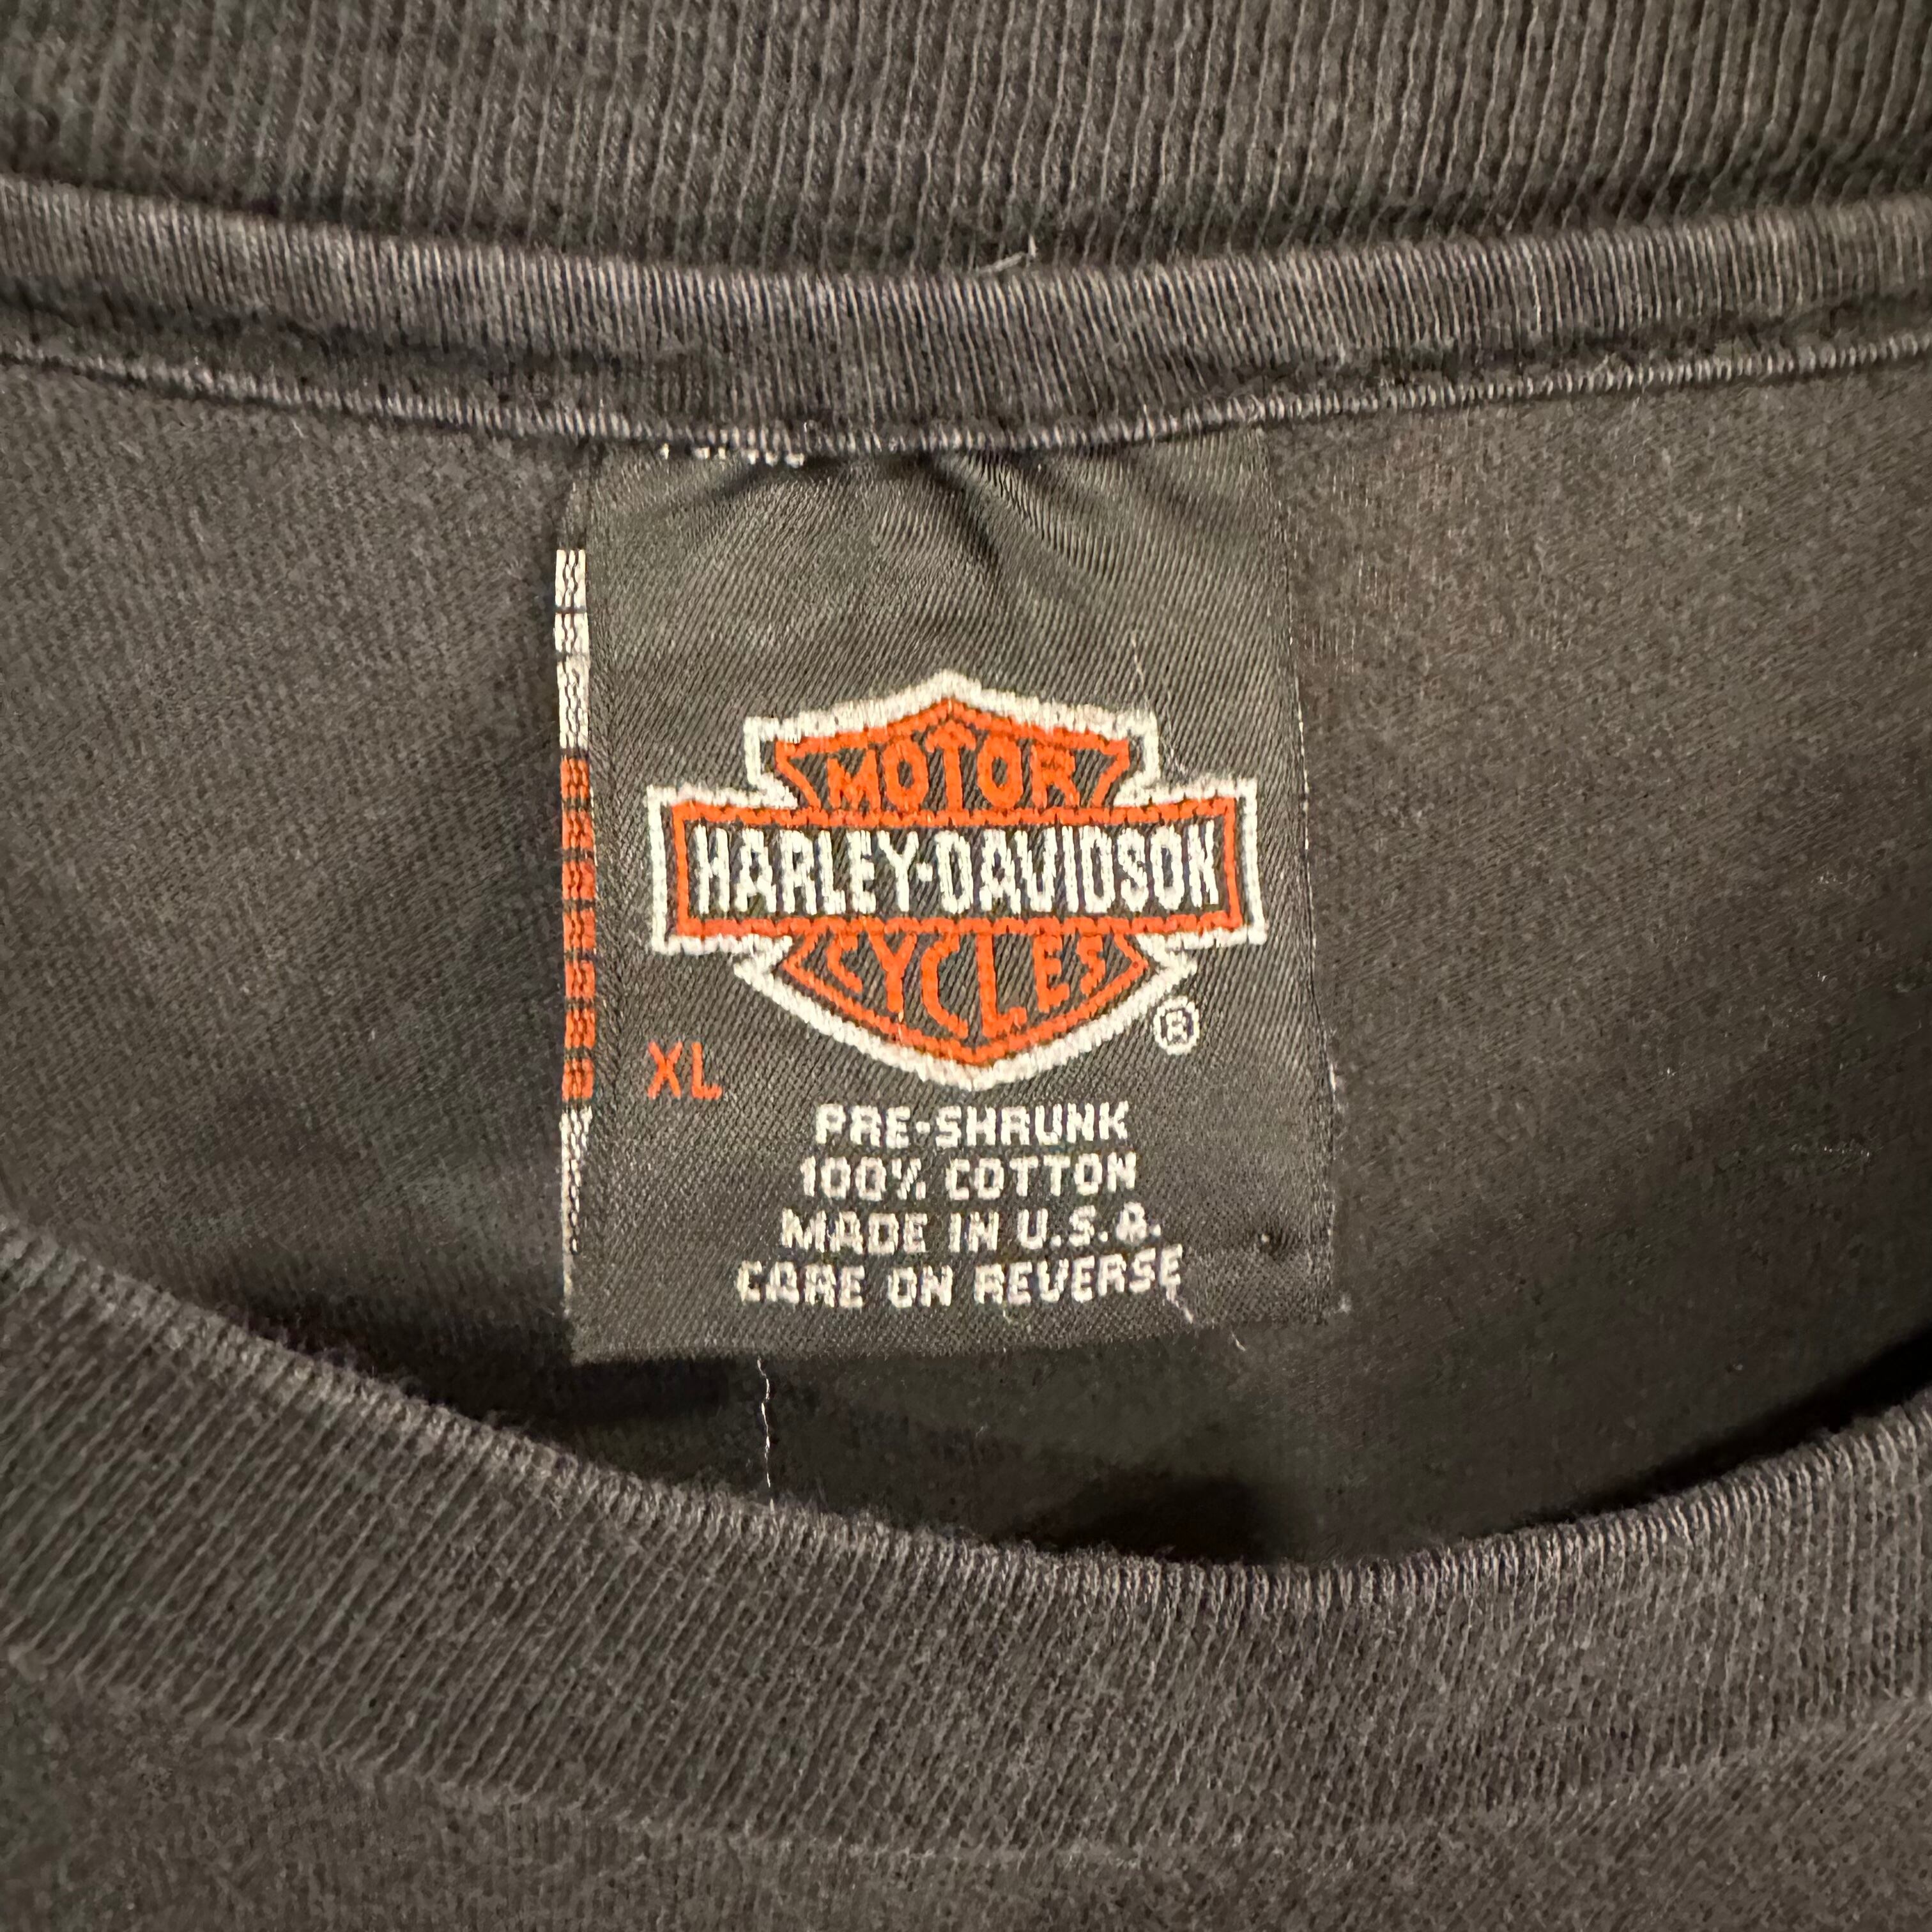 MOTOR
HARLEY-DAVIDSON
CYCLES
®
XL
PRE-SHRUNK
100% COTTON
MADE IN U.S.A.
CARE ON REVERSE